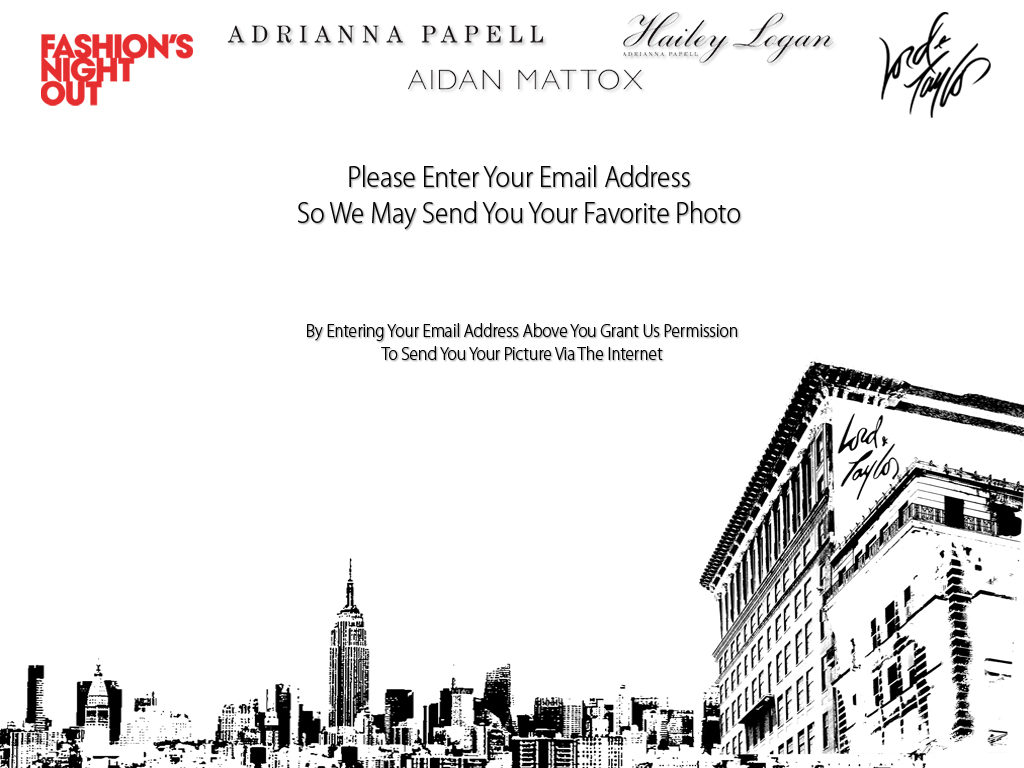 FASHION'S
NIGHT
OUT
ADRIANNA PAPELL
Hailey Logan
ADRIANNA PAPELL
AIDAN MATTOX
Lord &
Taylor
Please Enter Your Email Address
So We May Send You Your Favorite Photo
By Entering Your Email Address Above You Grant Us Permission
To Send You Your Picture Via The Internet
Lord &
Taylor